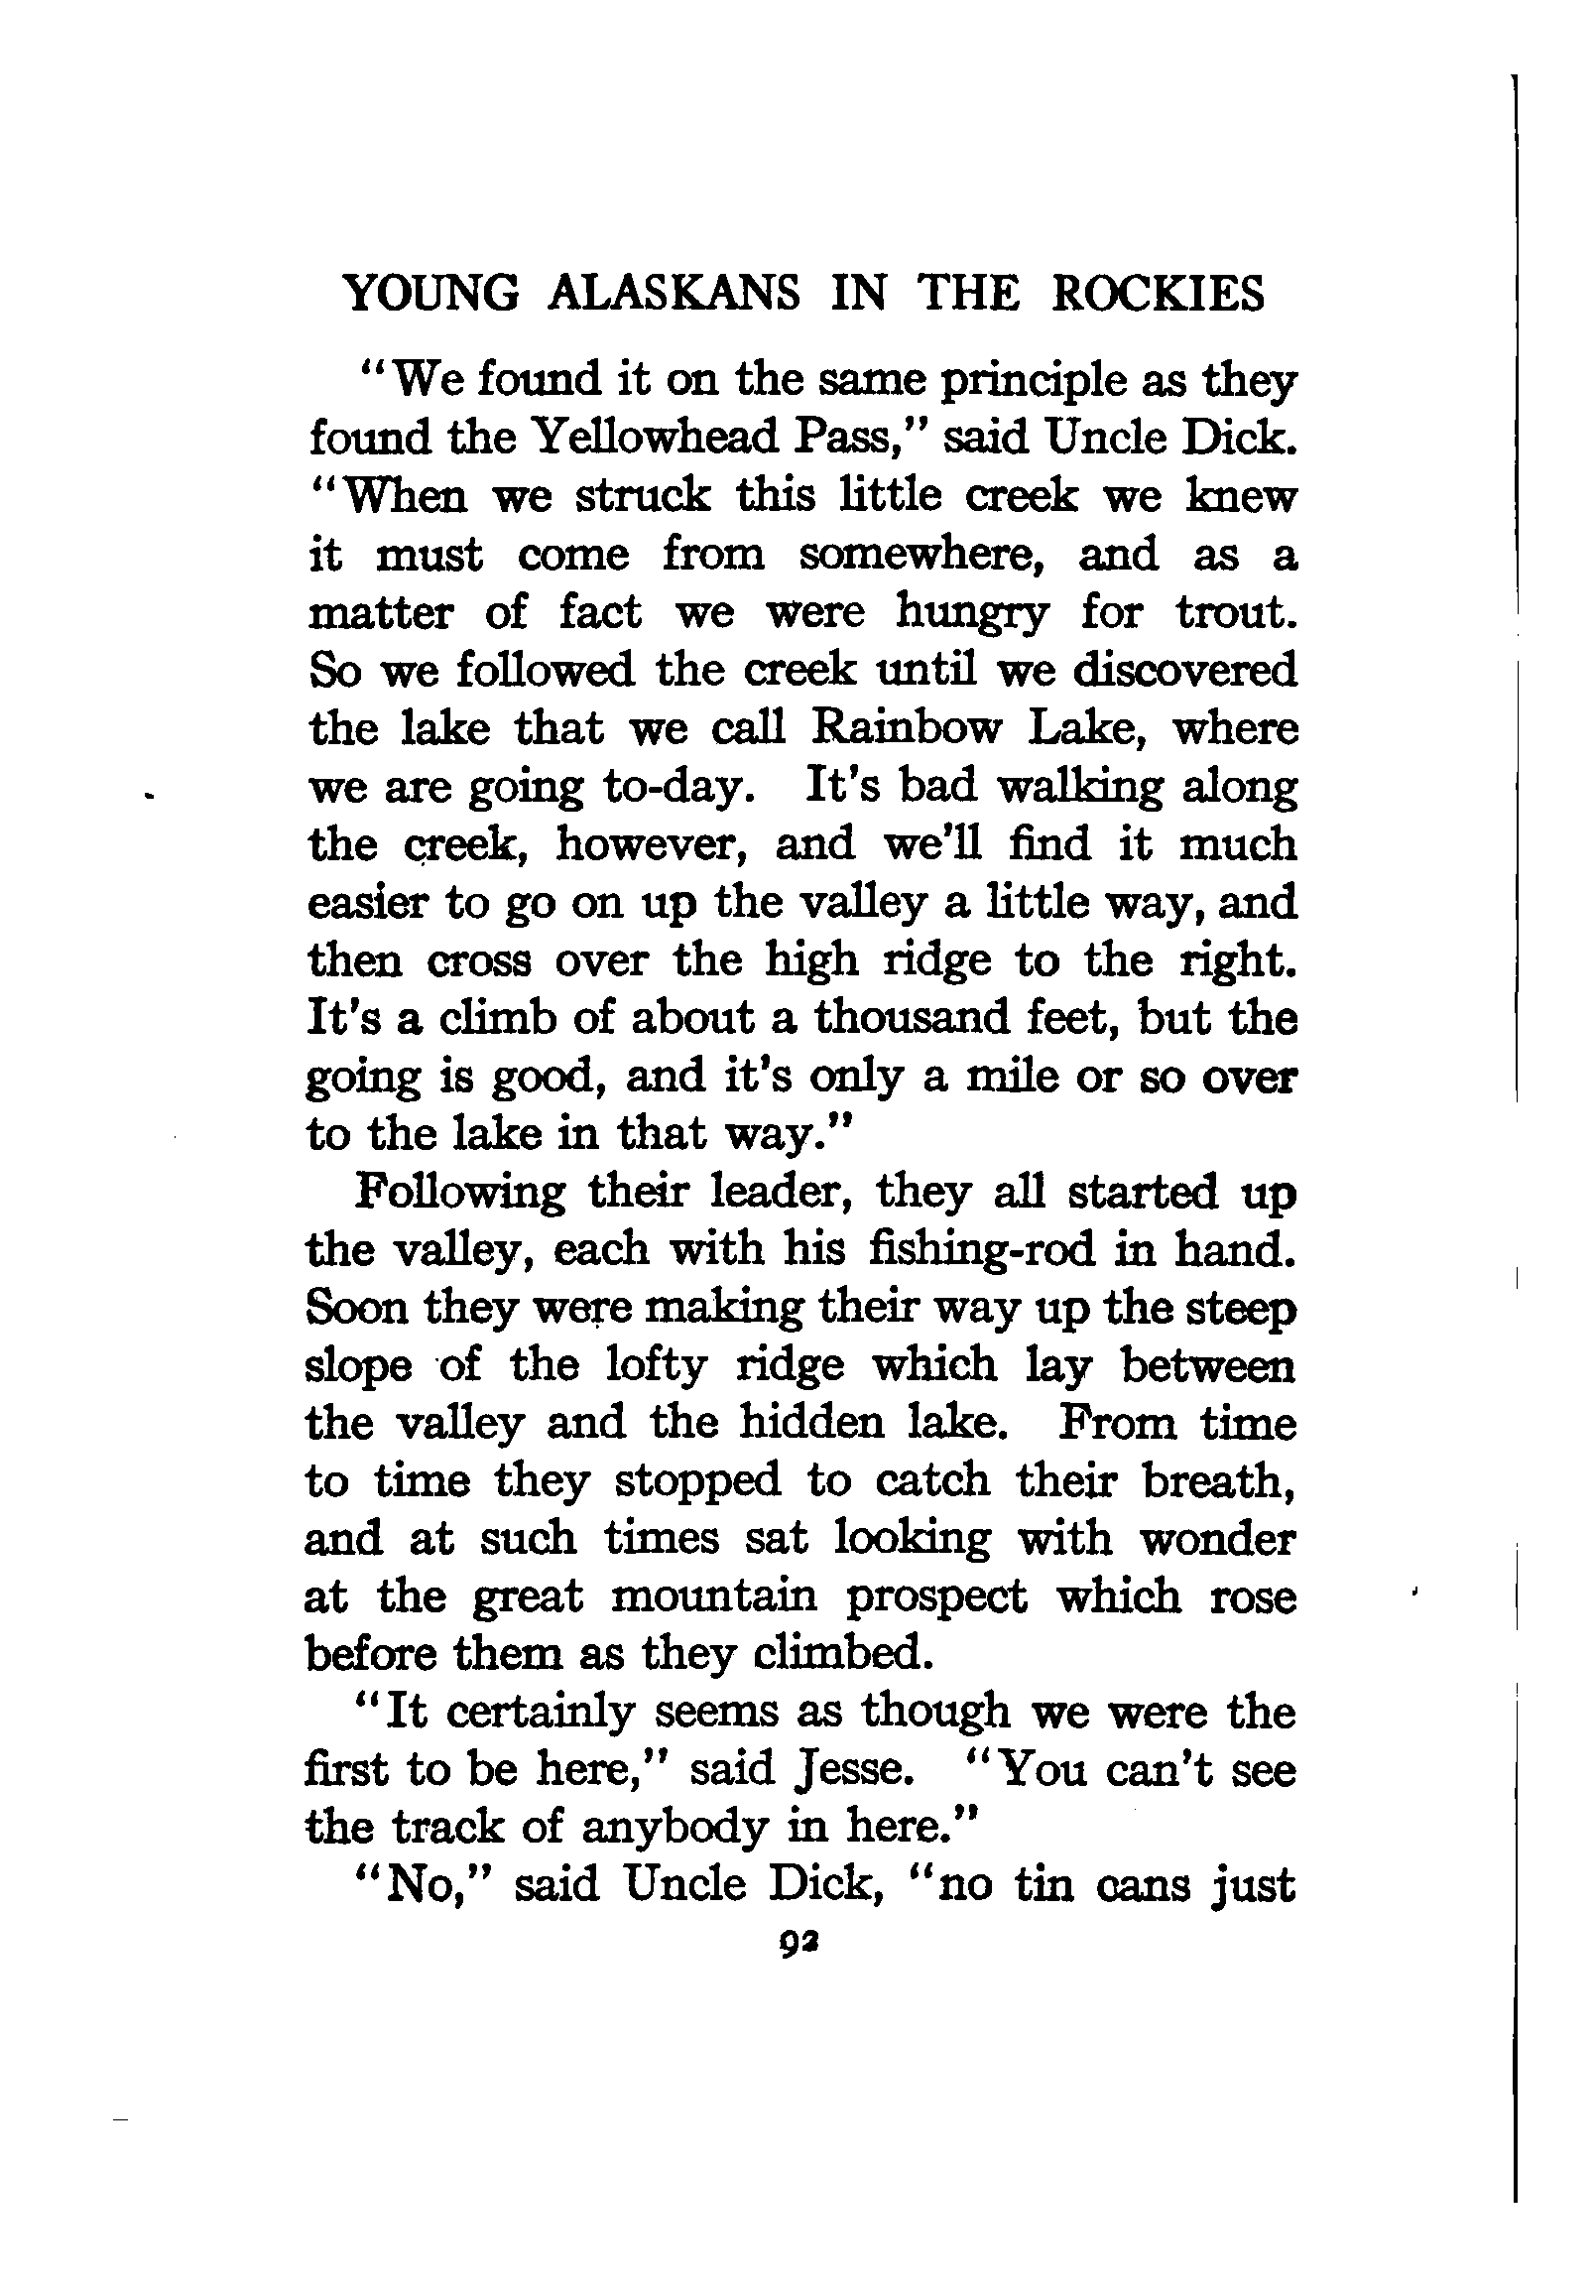 YOUNG ALASKANS IN THE ROCKIES
"We found it on the same principle as they
found the Yellowhead Pass," said Uncle Dick.
"When we struck this little creek we knew
it must come from somewhere, and as a
matter of fact we were hungry for trout.
So we followed the creek until we discovered
the lake that we call Rainbow Lake, where
we are going to-day. It's bad walking along
the creek, however, and we'll find it much
easier to go on up the valley a little way, and
then cross over the high ridge to the right.
It's a climb of about a thousand feet, but the
going is good, and it's only a mile or so over
to the lake in that way."
Following their leader, they all started up
the valley, each with his fishing-rod in hand.
Soon they were making their way up the steep
slope of the lofty ridge which lay between
the valley and the hidden lake. From time
to time they stopped to catch their breath,
and at such times sat looking with wonder
at the great mountain prospect which rose
before them as they climbed.
"It certainly seems as though we were the
first to be here," said Jesse. "You can't see
the track of anybody in here."
"No," said Uncle Dick, "no tin cans just
92